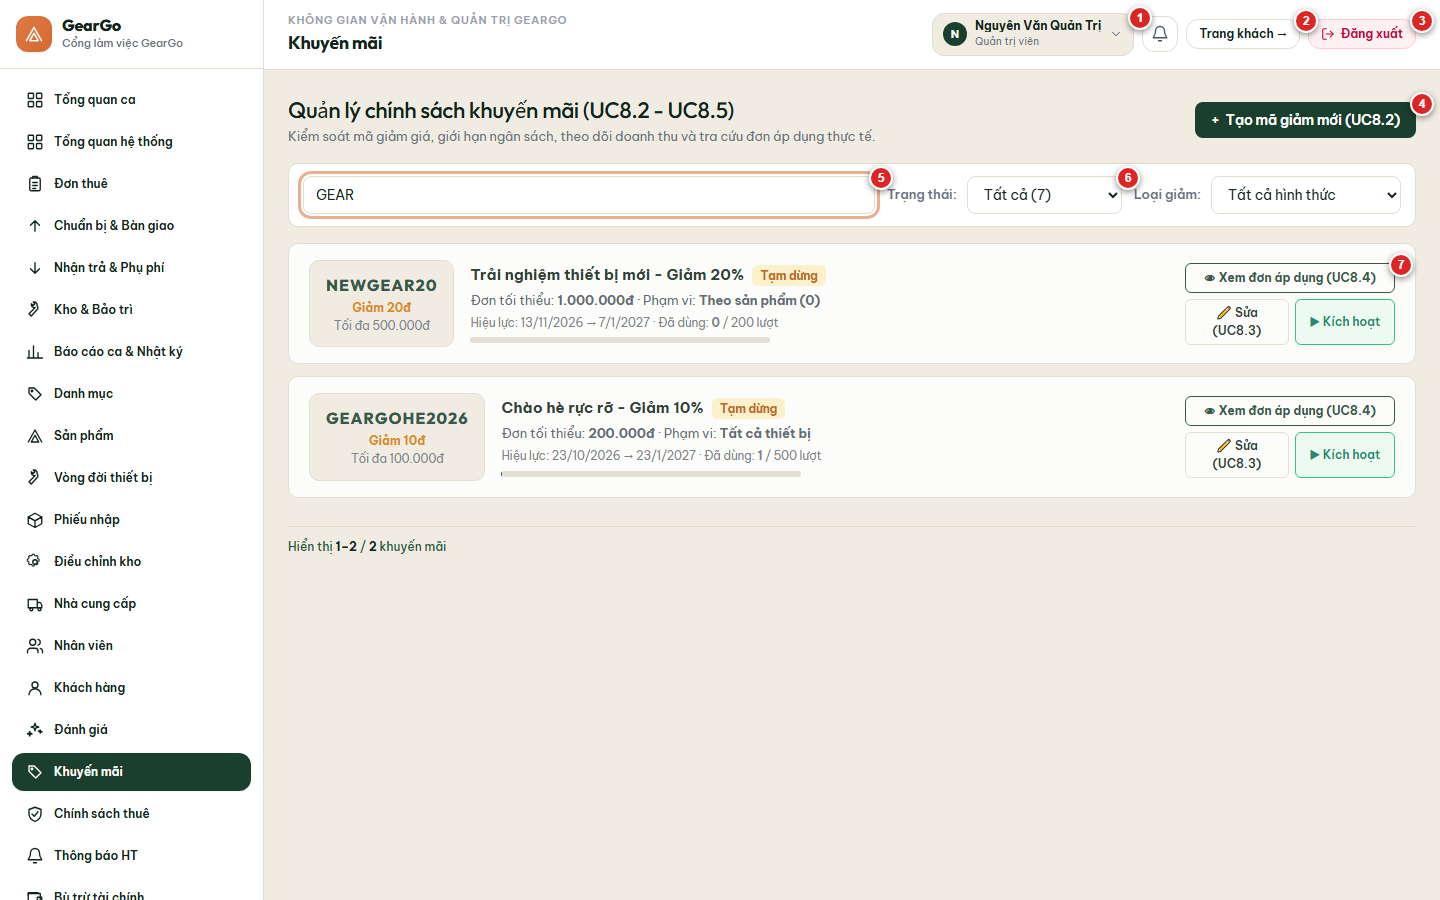 GearGo
Cổng làm việc GearGo
Tổng quan ca
Tổng quan hệ thống
Đơn thuê
Chuẩn bị & Bàn giao
Nhận trả & Phụ phí
Kho & Bảo trì
Báo cáo ca & Nhật ký
Danh mục
Sản phẩm
Vòng đời thiết bị
Phiếu nhập
Điều chỉnh kho
Nhà cung cấp
Nhân viên
Khách hàng
Đánh giá
Khuyến mãi
Chính sách thuê
Thông báo HT
Bù trừ tài chính
KHÔNG GIAN VẬN HÀNH & QUẢN TRỊ GEARGO
Khuyến mãi
N
Nguyễn Văn Quản Trị
Quản trị viên
1
Trang khách →
2
Đăng xuất
3
Quản lý chính sách khuyến mãi (UC8.2 - UC8.5)
Kiểm soát mã giảm giá, giới hạn ngân sách, theo dõi doanh thu và tra cứu đơn áp dụng thực tế.
+ Tạo mã giảm mới (UC8.2)
4
GEAR
5
Trạng thái:
Tất cả (7)
6
Loại giảm:
Tất cả hình thức
NEWGEAR20
Giảm 20đ
Tối đa 500.000đ
Trải nghiệm thiết bị mới - Giảm 20%
Tạm dừng
Đơn tối thiểu: 1.000.000đ · Phạm vi: Theo sản phẩm (0)
Hiệu lực: 13/11/2026 → 7/1/2027 · Đã dùng: 0 / 200 lượt
Xem đơn áp dụng (UC8.4)
7
Sửa (UC8.3)
▶ Kích hoạt
GEARGOHE2026
Giảm 10đ
Tối đa 100.000đ
Chào hè rực rỡ - Giảm 10%
Tạm dừng
Đơn tối thiểu: 200.000đ · Phạm vi: Tất cả thiết bị
Hiệu lực: 23/10/2026 → 23/1/2027 · Đã dùng: 1 / 500 lượt
Xem đơn áp dụng (UC8.4)
Sửa (UC8.3)
▶ Kích hoạt
Hiển thị 1–2 / 2 khuyến mãi